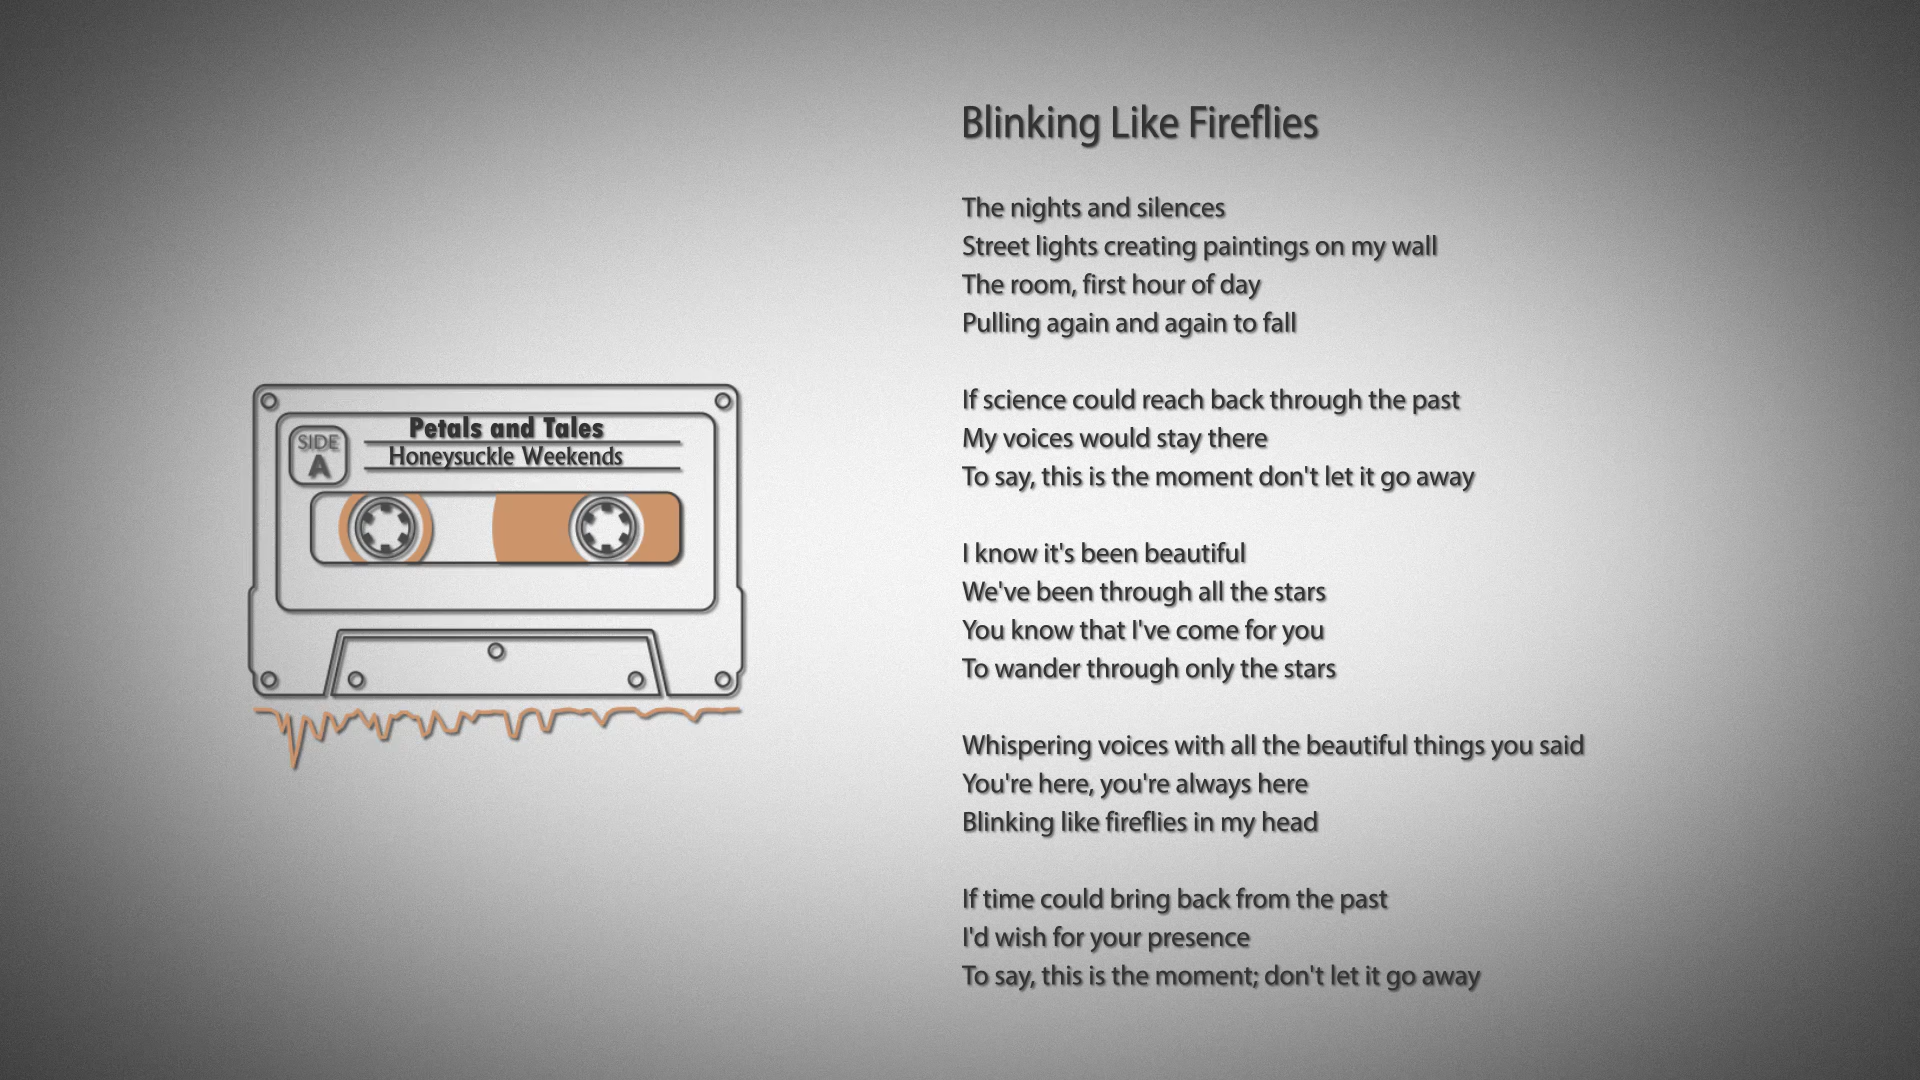 Blinking Like Fireflies
The nights and silences
Street lights creating paintings on my wall
The room, first hour of day
Pulling again and again to fall
If science could reach back through the past
My voices would stay there
To say, this is the moment don't let it go away
I know it's been beautiful
We've been through all the stars
You know that I've come for you
To wander through only the stars
Whispering voices with all the beautiful things you said
You're here, you're always here
Blinking like fireflies in my head
If time could bring back from the past
I'd wish for your presence
To say, this is the moment; don't let it go away
SIDE
A
Petals and Tales
Honeysuckle Weekends